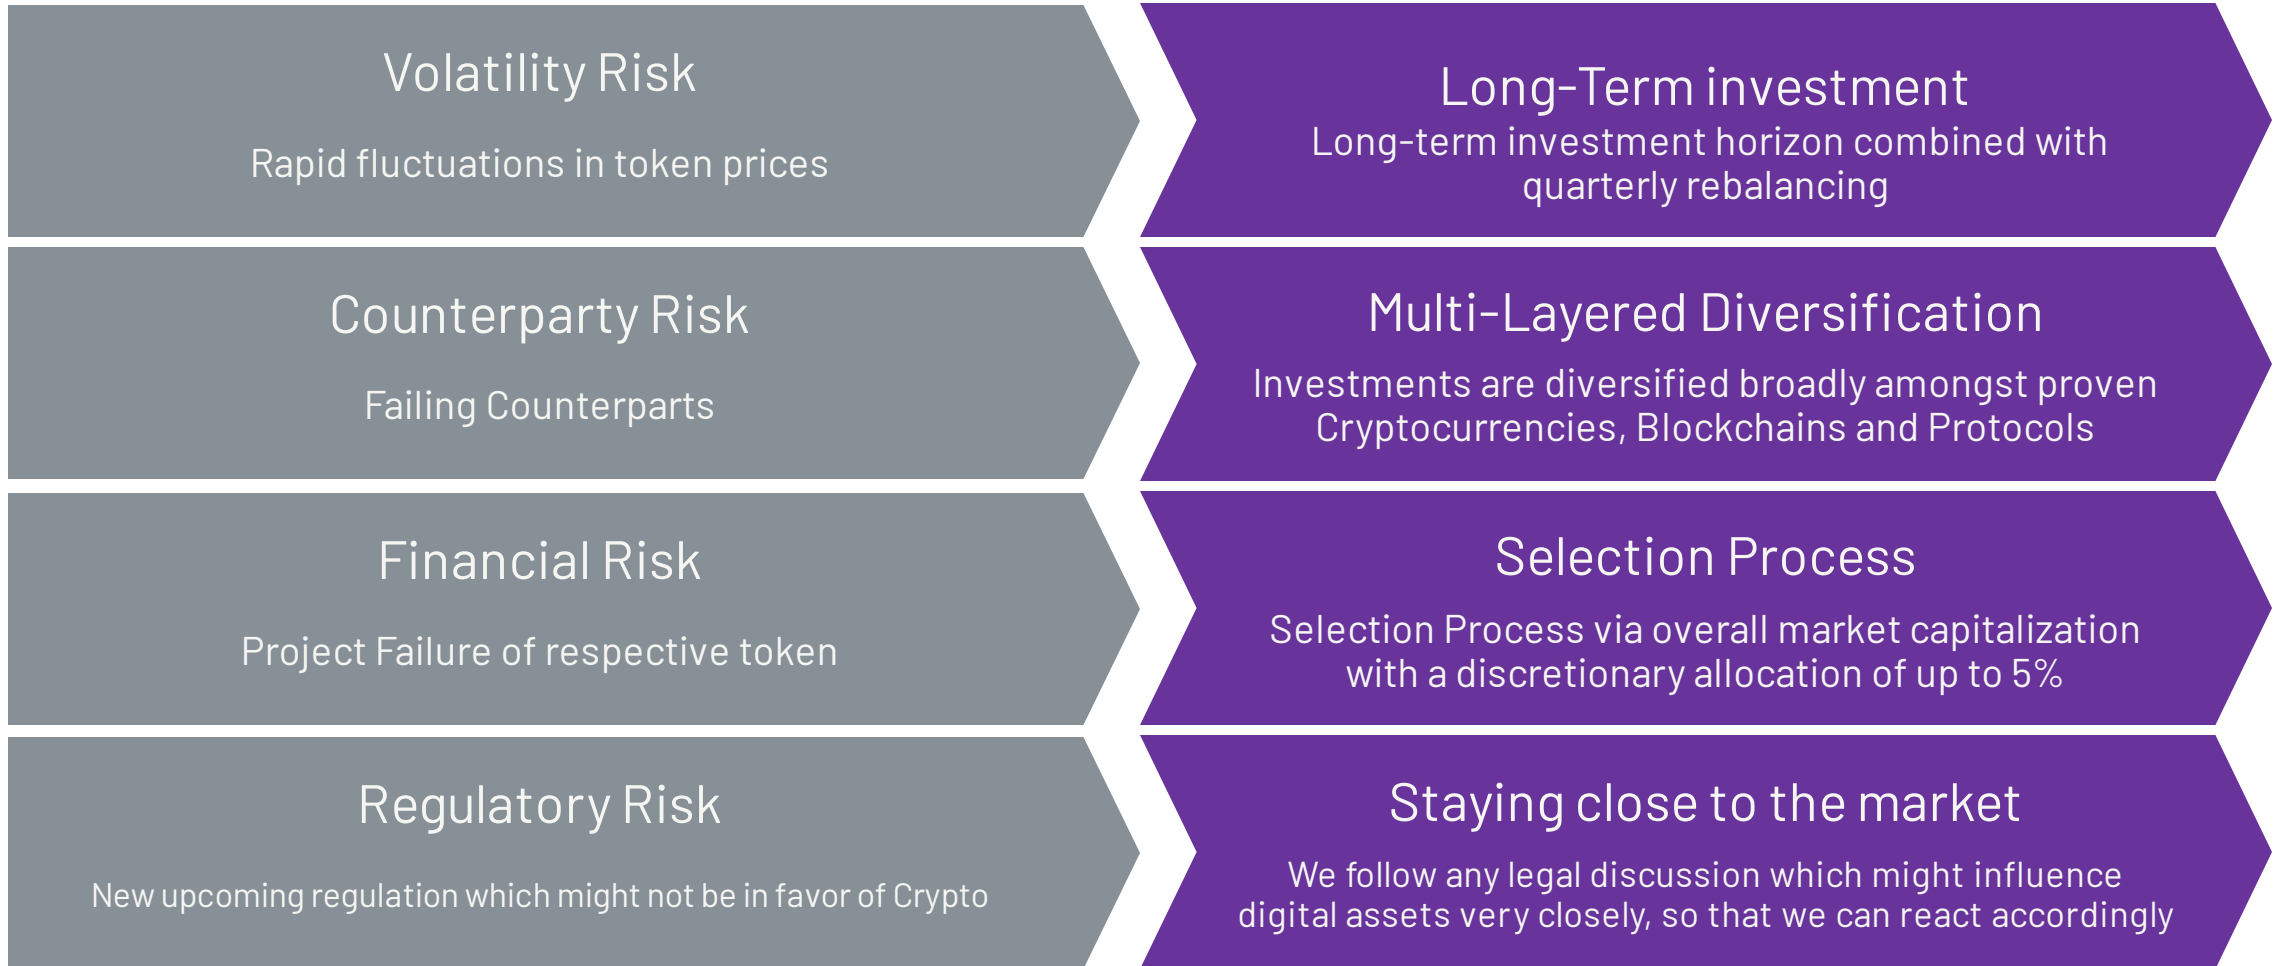 Volatility Risk
Rapid fluctuations in token prices
Long-Term investment
Long-term investment horizon combined with
quarterly rebalancing
Counterparty Risk
Failing Counterparts
Multi-Layered Diversification
Investments are diversified broadly amongst proven
Cryptocurrencies, Blockchains and Protocols
Financial Risk
Project Failure of respective token
Selection Process
Selection Process via overall market capitalization
with a discretionary allocation of up to 5%
Regulatory Risk
New upcoming regulation which might not be in favor of Crypto
Staying close to the market
We follow any legal discussion which might influence
digital assets very closely, so that we can react accordingly